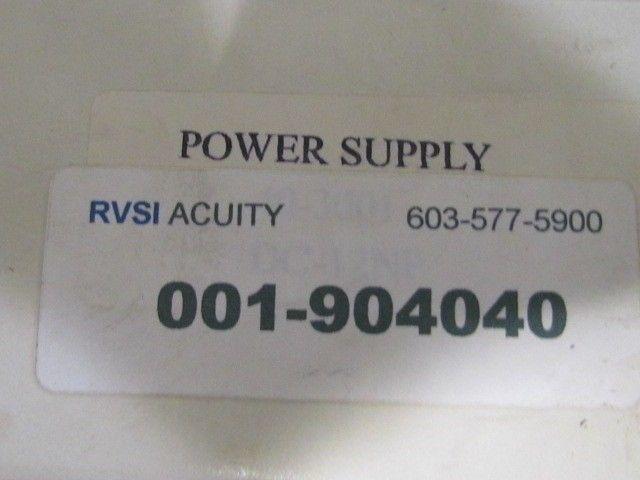 POWER SUPPLY
RVSI ACUITY 603-577-5900
001-904040